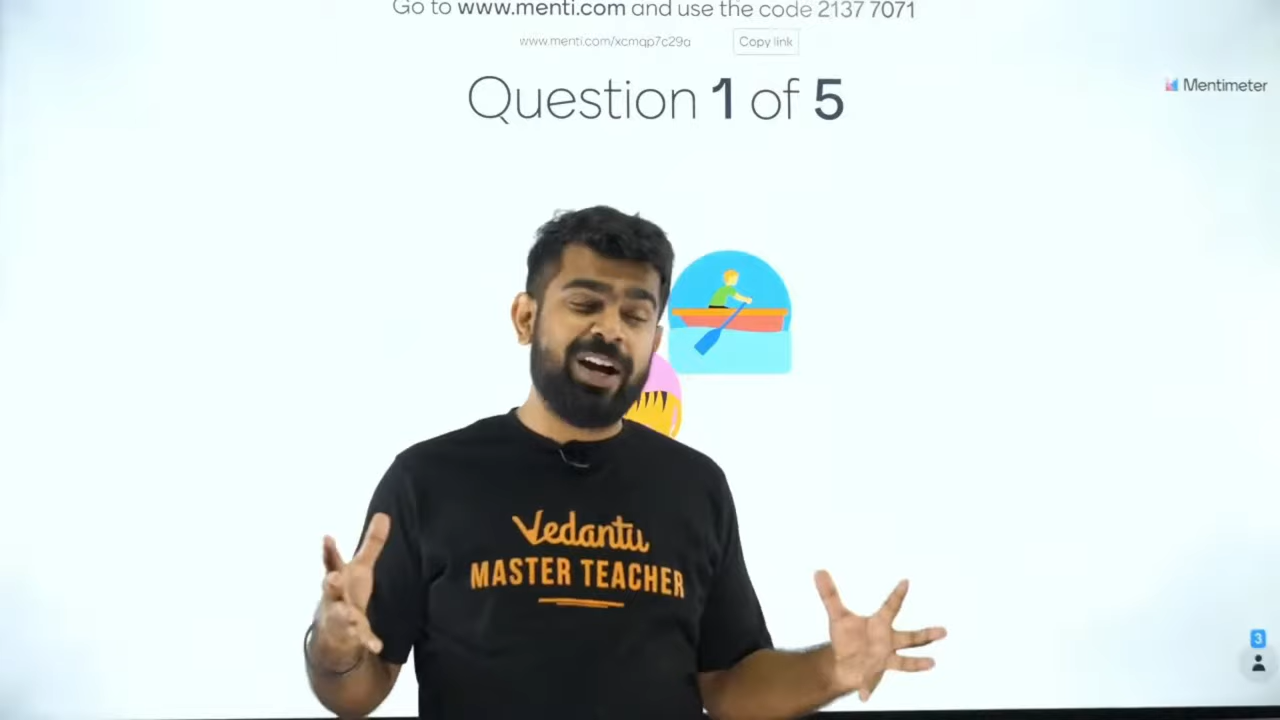 Go to www.menti.com and use the code 2137 7071
www.menti.com/xcmqp7c29a
Copy link
Question 1 of 5
Mentimeter
Vedantu
MASTER TEACHER
3